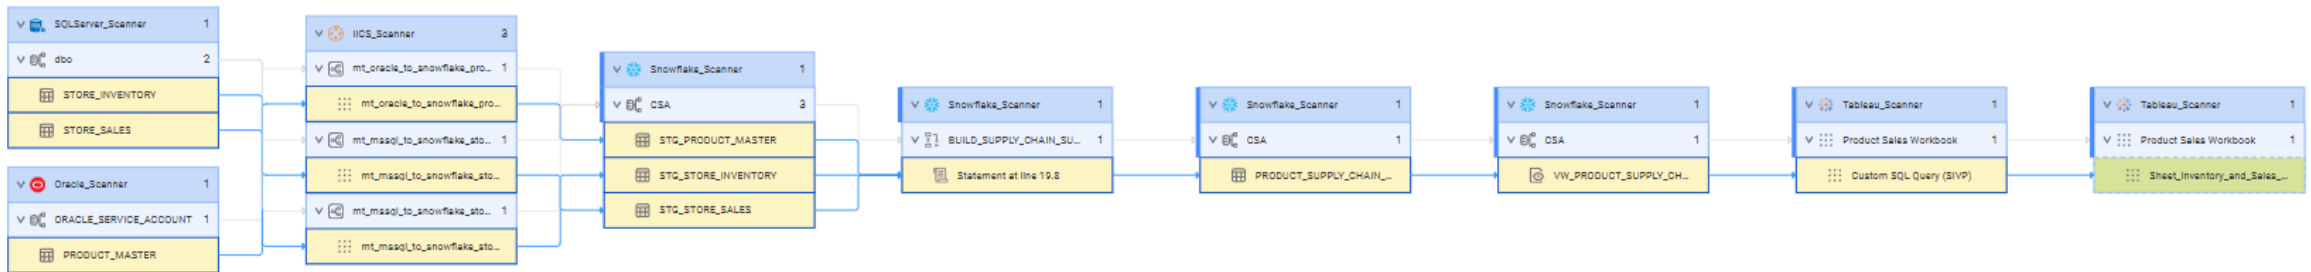 SQLServer_Scanner 1
dbo 2
STORE_INVENTORY
STORE_SALES
Oracle_Scanner 1
ORACLE_SERVICE_ACCOUNT 1
PRODUCT_MASTER
IICS_Scanner 3
mt_oracle_to_snowflake_pro... 1
mt_oracle_to_snowflake_pro...
mt_mssql_to_snowflake_sto... 1
mt_mssql_to_snowflake_sto...
mt_mssql_to_snowflake_sto... 1
mt_mssql_to_snowflake_sto...
Snowflake_Scanner 1
CSA 3
STG_PRODUCT_MASTER
STG_STORE_INVENTORY
STG_STORE_SALES
Snowflake_Scanner 1
BUILD_SUPPLY_CHAIN_SU... 1
Statement at line 19.8
Snowflake_Scanner 1
CSA 1
PRODUCT_SUPPLY_CHAIN_...
Snowflake_Scanner 1
CSA 1
VW_PRODUCT_SUPPLY_CH...
Tableau_Scanner 1
Product Sales Workbook 1
Custom SQL Query (SIVP)
Tableau_Scanner 1
Product Sales Workbook 1
Sheet_Inventory_and_Sales_...